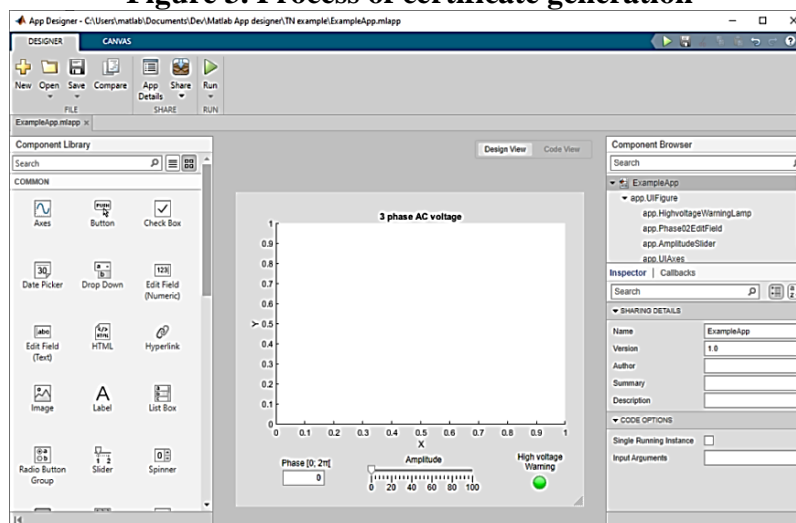 Figure 3. Process of certificate generation
App Designer - C:\Users\matlab\Documents\Dev\Matlab App designer\TN example\ExampleApp.mlapp
DESIGNER CANVAS
New Open Save Compare App Details Share Run
FILE SHARE RUN
ExampleApp.mlapp
Component Library
Search
COMMON
Axes Button Check Box
Date Picker Drop Down Edit Field (Numeric)
Edit Field (Text) HTML Hyperlink
Image Label List Box
Radio Button Group Slider Spinner
Design View Code View
3 phase AC voltage
1
0.9
0.8
0.7
0.6
0.5
0.4
0.3
0.2
0.1
0
Y
0 0.1 0.2 0.3 0.4 0.5 0.6 0.7 0.8 0.9 1
X
Phase [0; 2π[
0
Amplitude
0 20 40 60 80 100
High voltage
Warning
Component Browser
Search
ExampleApp
app.UIFigure
app.HighvoltageWarningLamp
app.Phase02EditField
app.AmplitudeSlider
app.UIAxes
Inspector | Callbacks
Search
SHARING DETAILS
Name ExampleApp
Version 1.0
Author
Summary
Description
CODE OPTIONS
Single Running Instance
Input Arguments